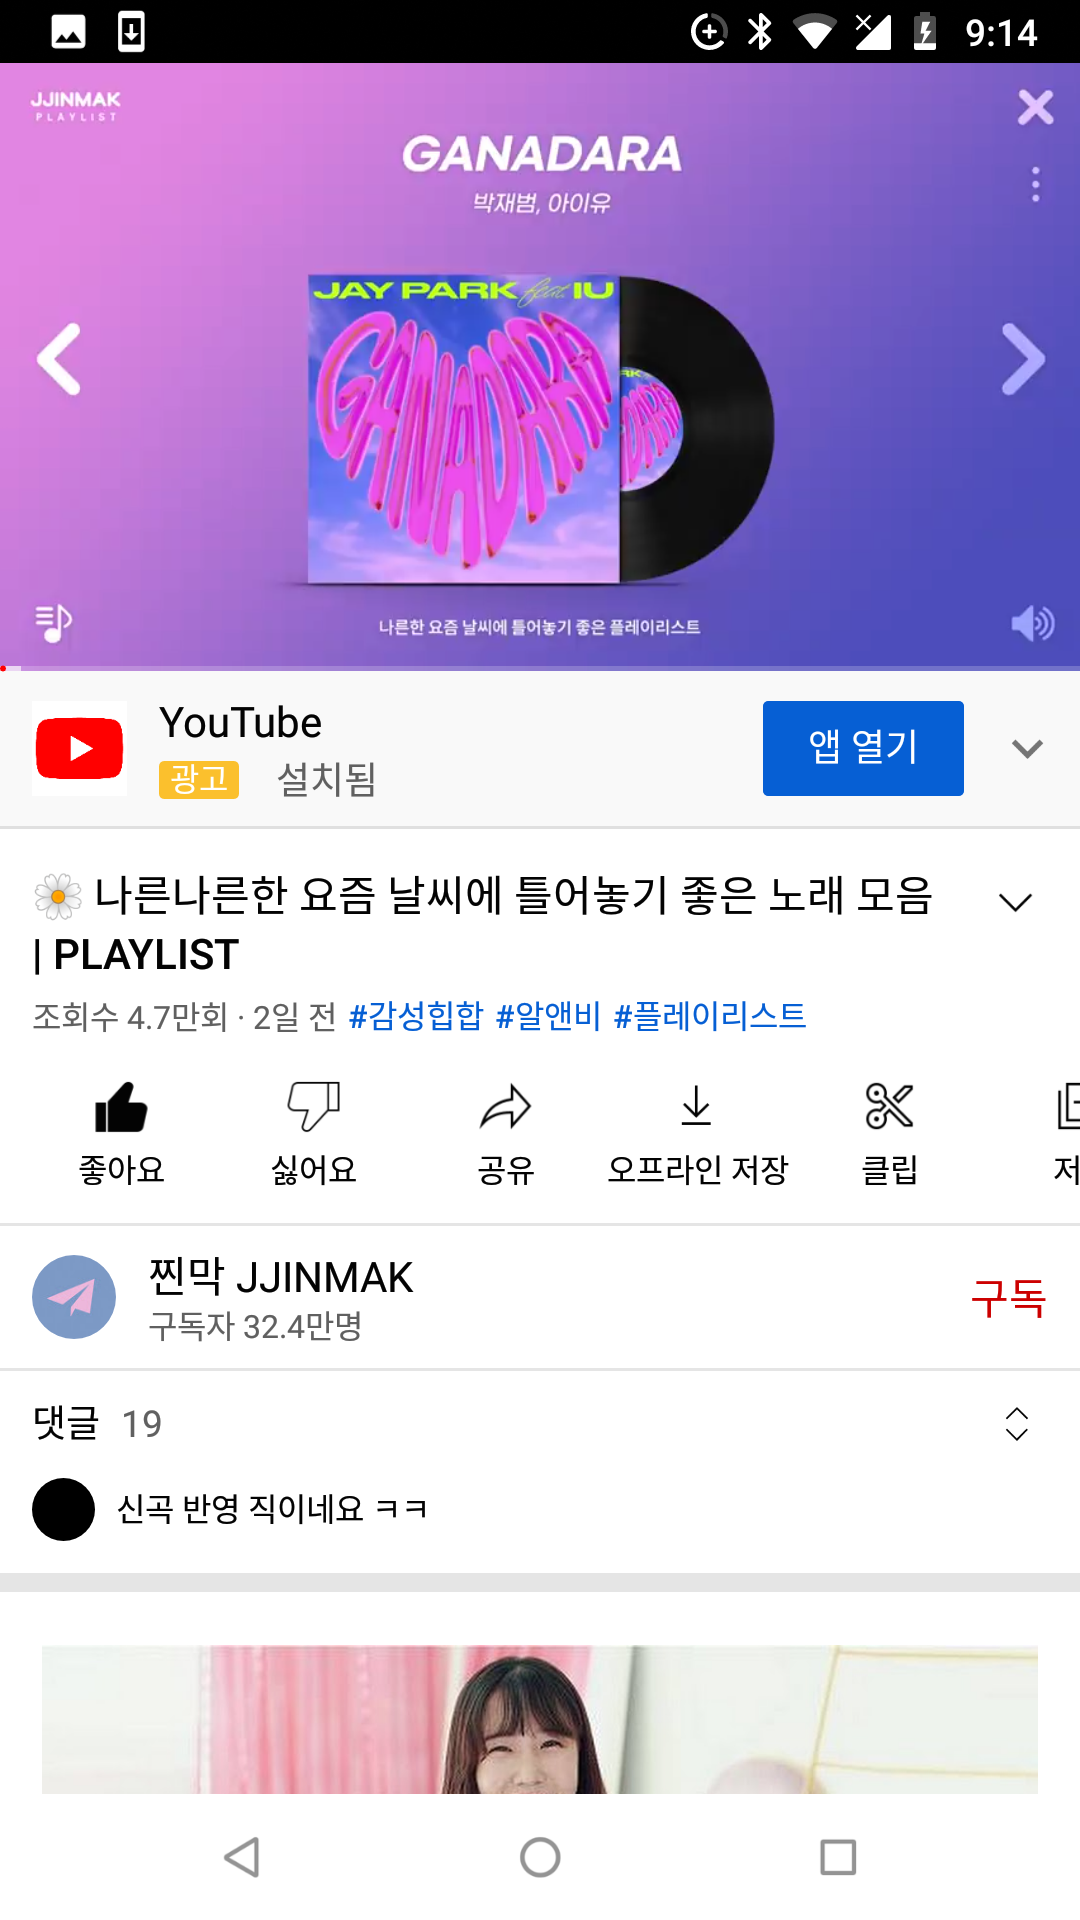 9:14
JJINMAK
PLAYLIST
GANADARA
박재범, 아이유
JAY PARK feat. IU
GANADARA
나른한 요즘 날씨에 틀어놓기 좋은 플레이리스트
YouTube
광고 설치됨
앱 열기
나른나른한 요즘 날씨에 틀어놓기 좋은 노래 모음
| PLAYLIST
조회수 4.7만회 · 2일 전 #감성힙합 #알앤비 #플레이리스트
좋아요 싫어요 공유 오프라인 저장 클립 저
찐막 JJINMAK
구독자 32.4만명
구독
댓글 19
신곡 반영 직이네요 ㅋㅋ